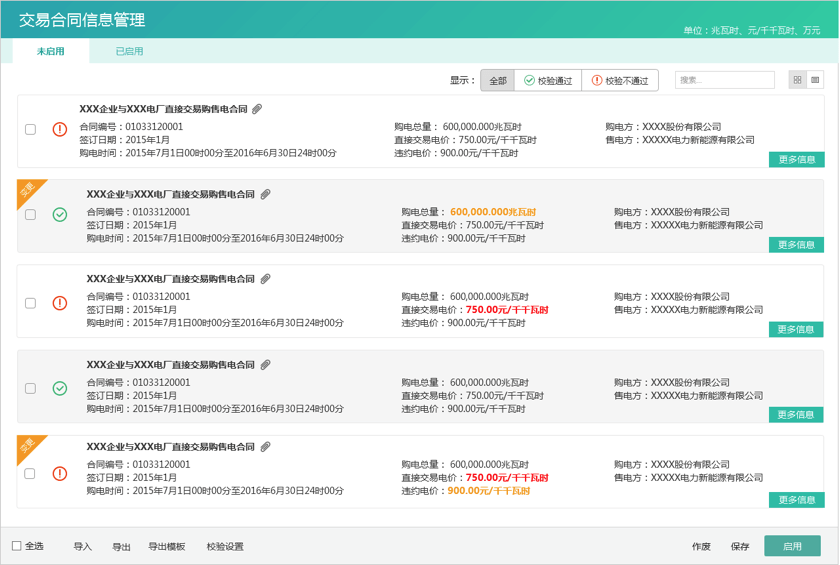 交易合同信息管理
单位：兆瓦时、元/千千瓦时、万元
未启用 已启用
显示： 全部 校验通过 校验不通过 搜索...
XXX企业与XXX电厂直接交易购售电合同
合同编号：01033120001 购电总量： 600,000.000兆瓦时 购电方：XXXX股份有限公司
签订日期：2015年1月 直接交易电价：750.00元/千千瓦时 售电方：XXXXX电力新能源有限公司
购电时间：2015年7月1日00时00分至2016年6月30日24时00分 违约电价：900.00元/千千瓦时
更多信息
变更
XXX企业与XXX电厂直接交易购售电合同
合同编号：01033120001 购电总量： 600,000.000兆瓦时 购电方：XXXX股份有限公司
签订日期：2015年1月 直接交易电价：750.00元/千千瓦时 售电方：XXXXX电力新能源有限公司
购电时间：2015年7月1日00时00分至2016年6月30日24时00分 违约电价：900.00元/千千瓦时
更多信息
XXX企业与XXX电厂直接交易购售电合同
合同编号：01033120001 购电总量： 600,000.000兆瓦时 购电方：XXXX股份有限公司
签订日期：2015年1月 直接交易电价：750.00元/千千瓦时 售电方：XXXXX电力新能源有限公司
购电时间：2015年7月1日00时00分至2016年6月30日24时00分 违约电价：900.00元/千千瓦时
更多信息
XXX企业与XXX电厂直接交易购售电合同
合同编号：01033120001 购电总量： 600,000.000兆瓦时 购电方：XXXX股份有限公司
签订日期：2015年1月 直接交易电价：750.00元/千千瓦时 售电方：XXXXX电力新能源有限公司
购电时间：2015年7月1日00时00分至2016年6月30日24时00分 违约电价：900.00元/千千瓦时
更多信息
变更
XXX企业与XXX电厂直接交易购售电合同
合同编号：01033120001 购电总量： 600,000.000兆瓦时 购电方：XXXX股份有限公司
签订日期：2015年1月 直接交易电价：750.00元/千千瓦时 售电方：XXXXX电力新能源有限公司
购电时间：2015年7月1日00时00分至2016年6月30日24时00分 违约电价：900.00元/千千瓦时
更多信息
全选 导入 导出 导出模板 校验设置 作废 保存 启用